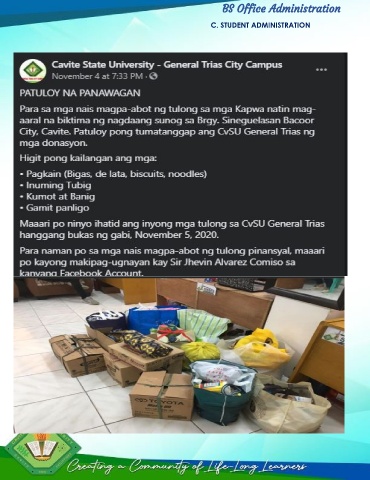 BS Office Administration
C. STUDENT ADMINISTRATION
Cavite State University - General Trias City Campus
November 4 at 7:33 PM ·
PATULOY NA PANAWAGAN
Para sa mga nais magpa-abot ng tulong sa mga Kapwa natin mag-
aaral na biktima ng nagdaang sunog sa Brgy. Sineguelasan Bacoor
City, Cavite. Patuloy pong tumatanggap ang CvSU General Trias ng
mga donasyon.
Higit pong kailangan ang mga:
- Pagkain (Bigas, de lata, biscuits, noodles)
- Inuming Tubig
- Kumot at Banig
- Gamit panligo
Maaari po ninyo ihatid ang inyong mga tulong sa CvSU General Trias
hanggang bukas ng gabi, November 5, 2020.
Para naman po sa mga nais magpa-abot ng tulong pinansyal, maaari
po kayong makipag-ugnayan kay Sir Jhevin Alvarez Comiso sa
kanyang Facebook Account.
TOYOTA
Creating a Community of Life-Long Learners